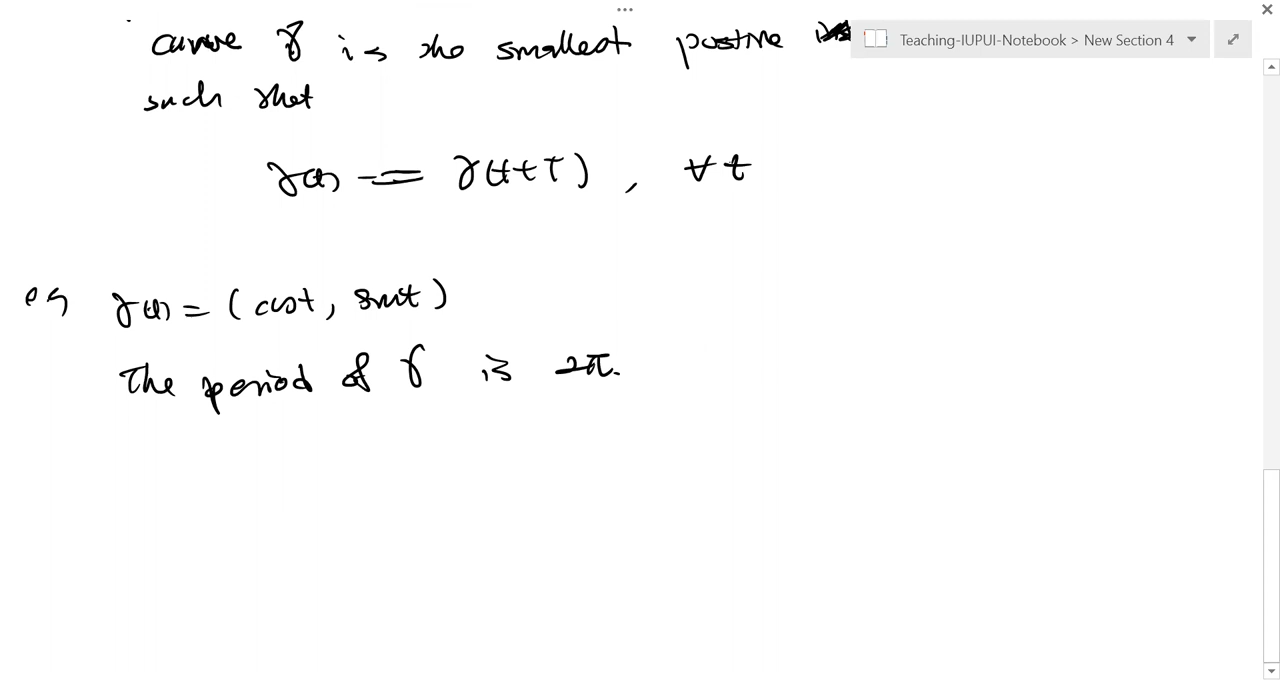 Teaching-IUPUI-Notebook > New Section 4
curve γ is the smallest positive
such that
γ(t) = γ(t+T), ∀ t
eg γ(t) = (cost, sint)
The period of γ is 2π.